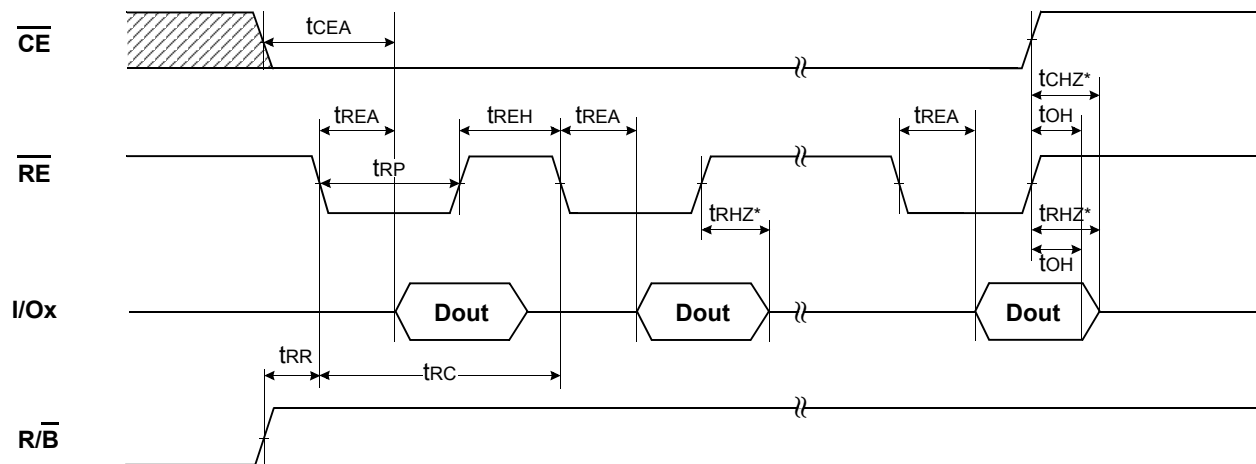 CE
tCEA
tCHZ*
tREA
tREH
tREA
tREA
tOH
RE
tRP
tRHZ*
tRHZ*
tOH
I/Ox
Dout
Dout
Dout
tRR
tRC
R/B